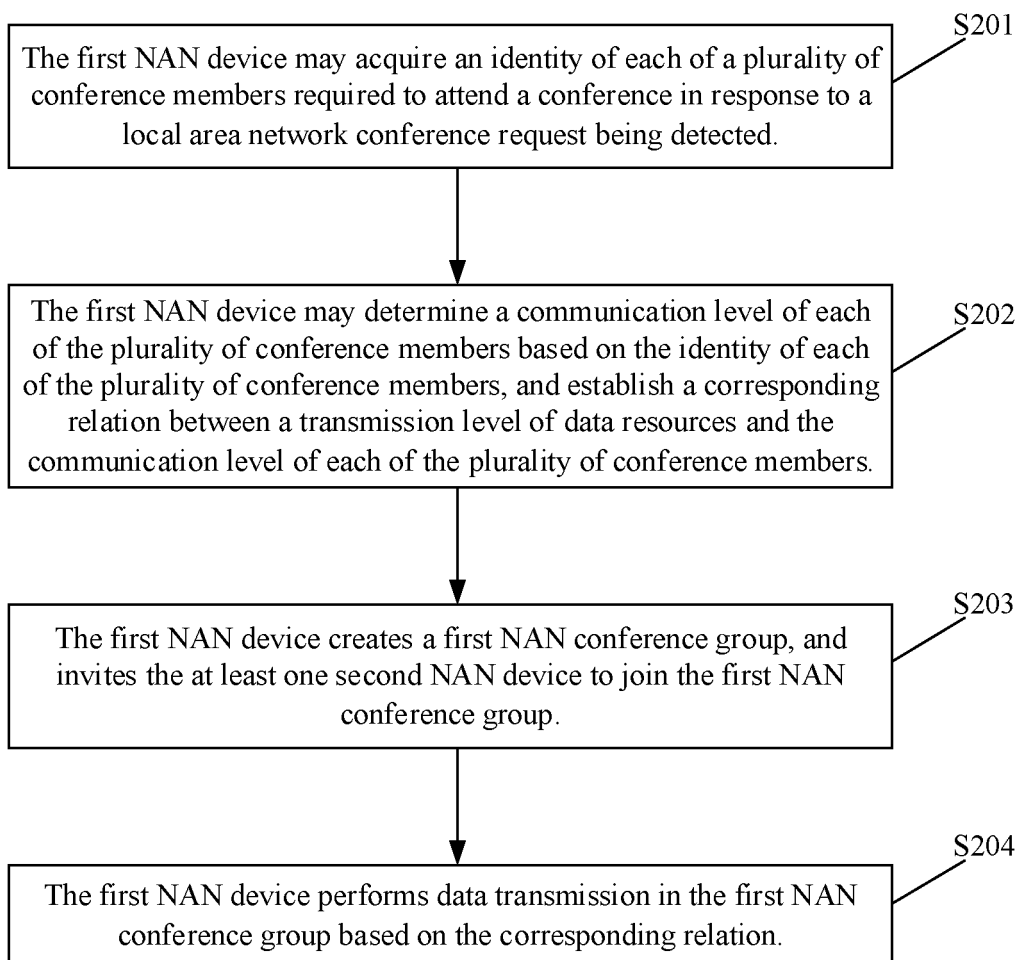 S201
The first NAN device may acquire an identity of each of a plurality of
conference members required to attend a conference in response to a
local area network conference request being detected.
S202
The first NAN device may determine a communication level of each
of the plurality of conference members based on the identity of each
of the plurality of conference members, and establish a corresponding
relation between a transmission level of data resources and the
communication level of each of the plurality of conference members.
S203
The first NAN device creates a first NAN conference group, and
invites the at least one second NAN device to join the first NAN
conference group.
S204
The first NAN device performs data transmission in the first NAN
conference group based on the corresponding relation.